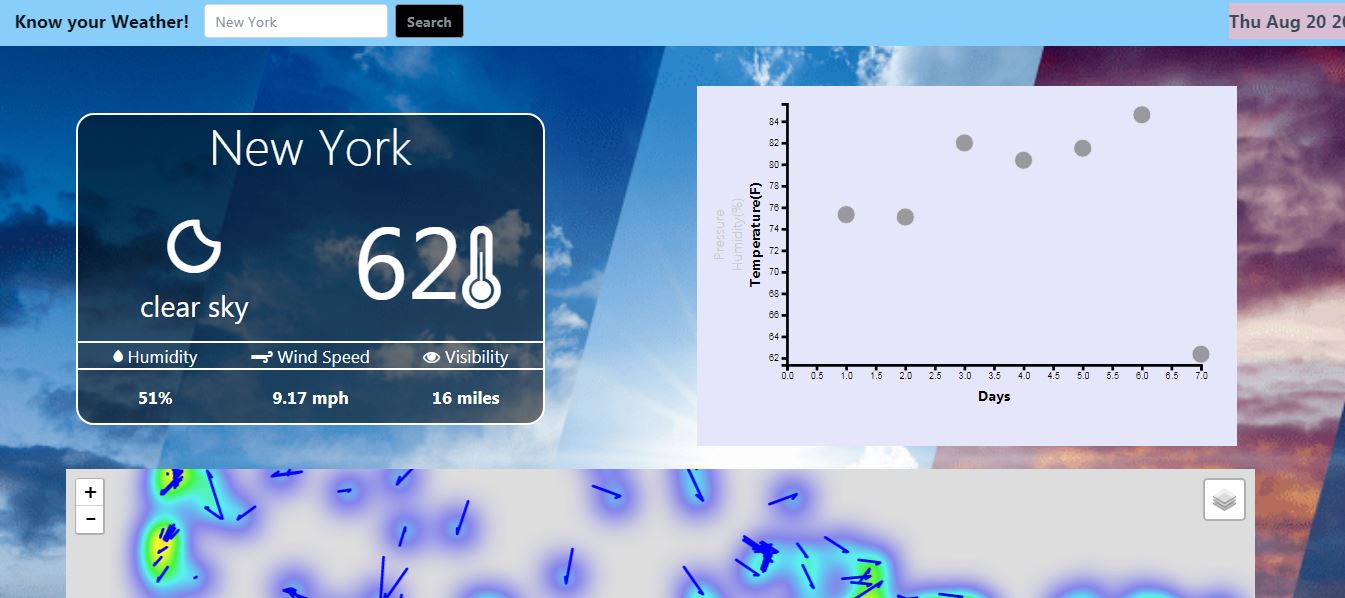 Know your Weather!
New York
Search
Thu Aug 20
New York
62
clear sky
Humidity
Wind Speed
Visibility
51%
9.17 mph
16 miles
Pressure
Humidity(%)
Temperature(F)
84
82
80
78
76
74
72
70
68
66
64
62
0.0 0.5 1.0 1.5 2.0 2.5 3.0 3.5 4.0 4.5 5.0 5.5 6.0 6.5 7.0
Days
+
−